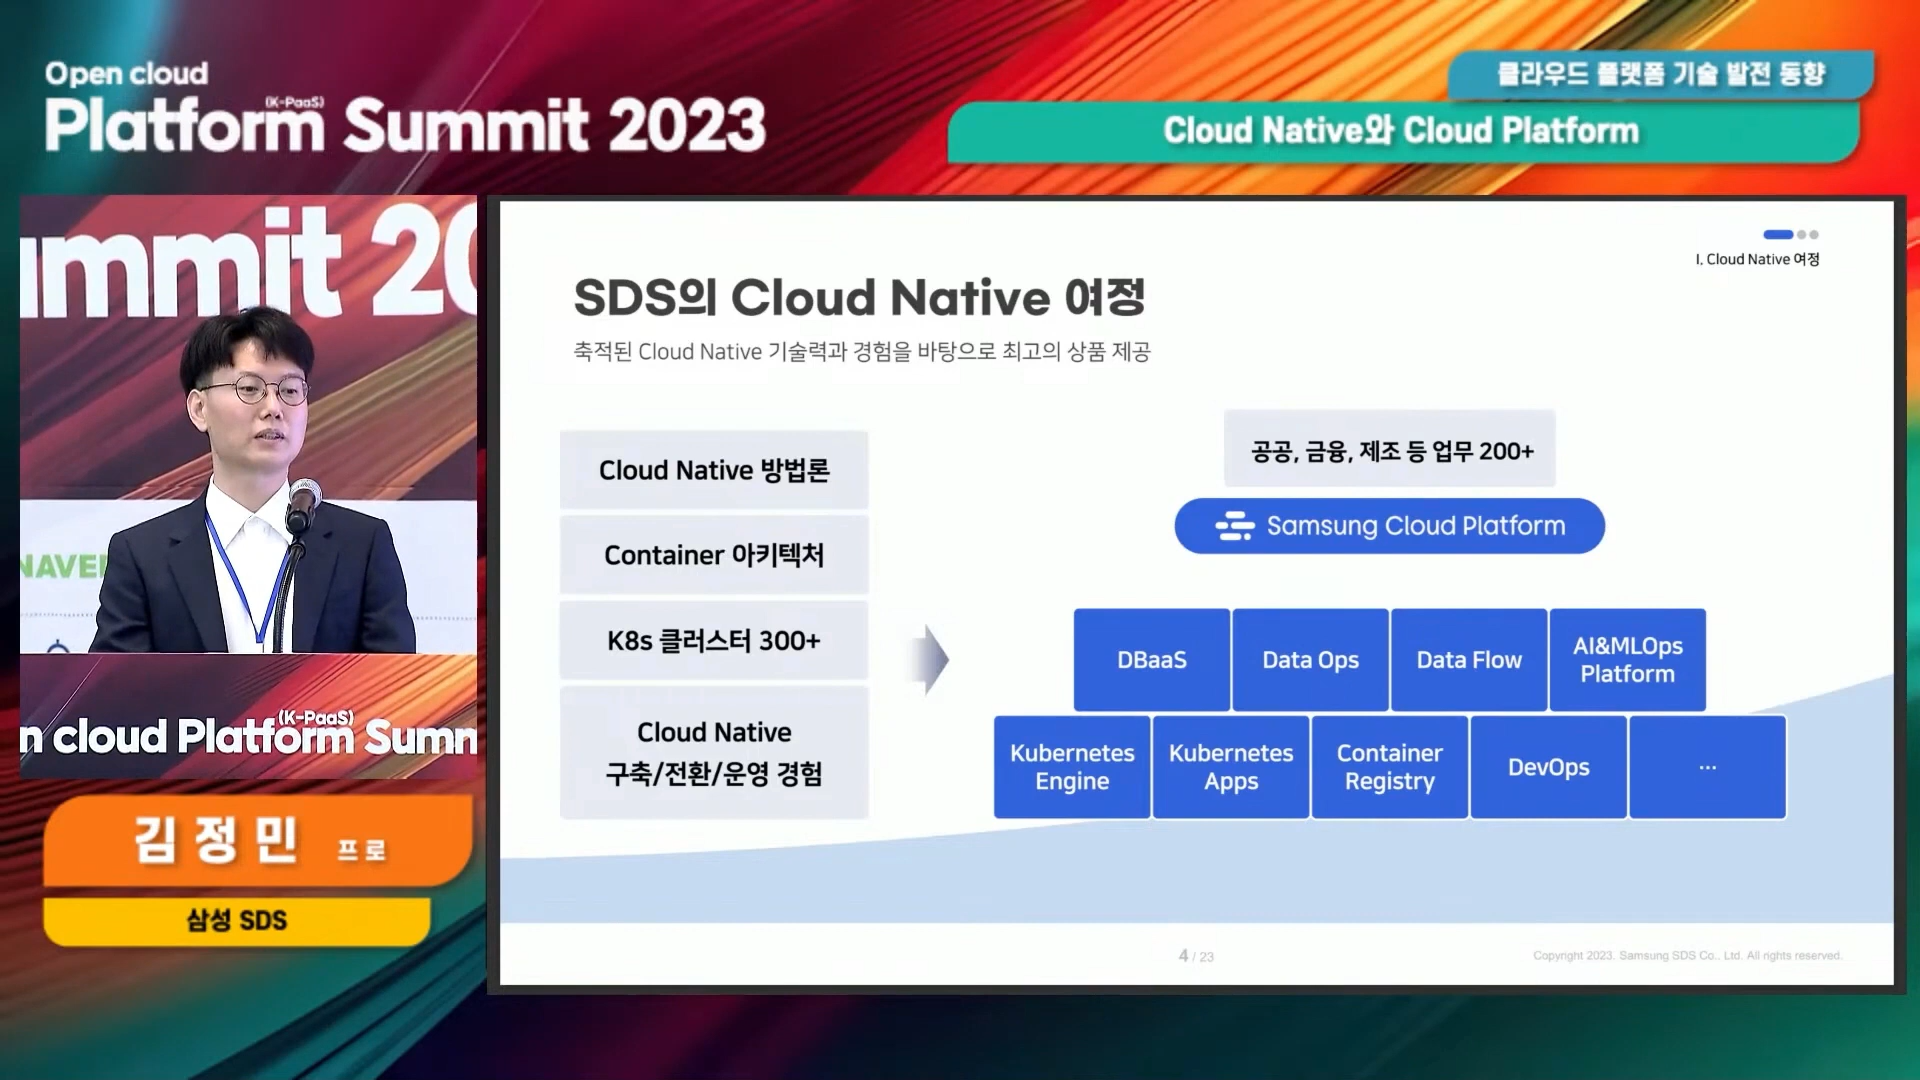 Open cloud
(K-PaaS)
Platform Summit 2023
클라우드 플랫폼 기술 발전 동향
Cloud Native와 Cloud Platform
ummit 20
NAVER
(K-PaaS)
n cloud Platform Summ
김정민 프로
삼성 SDS
I. Cloud Native 여정
SDS의 Cloud Native 여정
축적된 Cloud Native 기술력과 경험을 바탕으로 최고의 상품 제공
Cloud Native 방법론
Container 아키텍처
K8s 클러스터 300+
Cloud Native
구축/전환/운영 경험
공공, 금융, 제조 등 업무 200+
Samsung Cloud Platform
DBaaS
Data Ops
Data Flow
AI&MLOps
Platform
Kubernetes
Engine
Kubernetes
Apps
Container
Registry
DevOps
...
4 / 23
Copyright 2023. Samsung SDS Co., Ltd. All rights reserved.